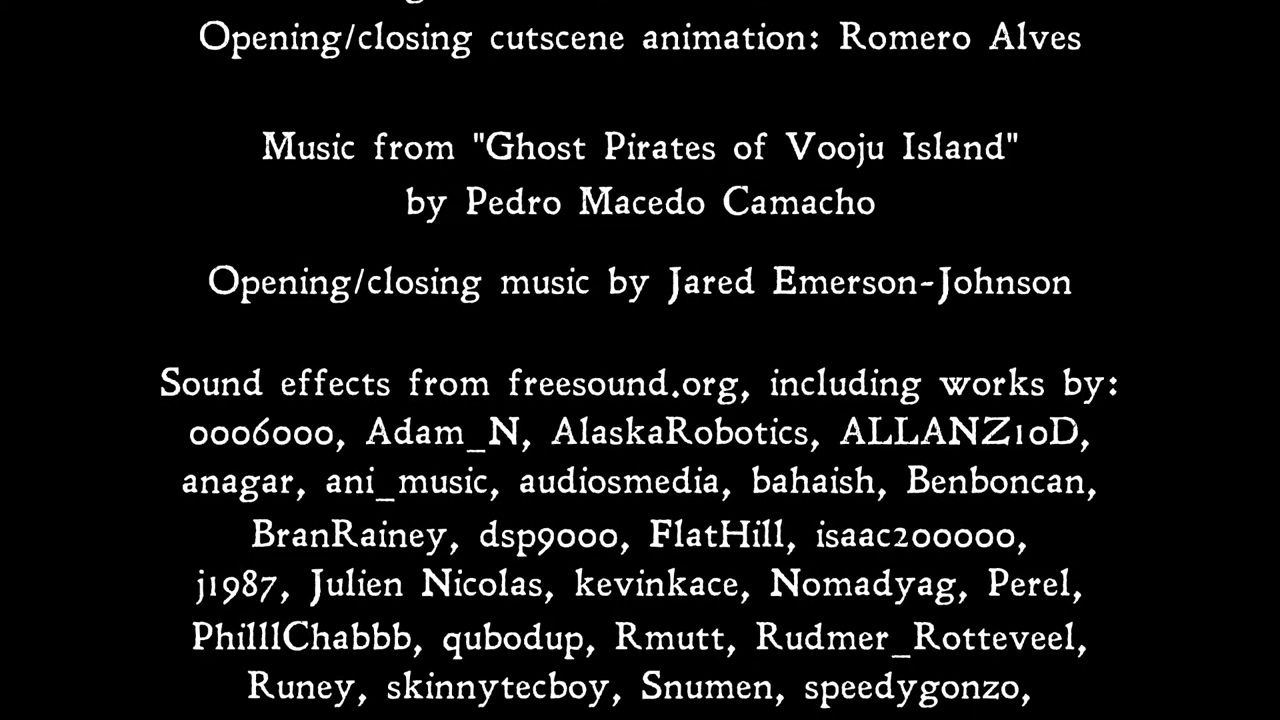 Opening/closing cutscene animation: Romero Alves
Music from "Ghost Pirates of Vooju Island"
by Pedro Macedo Camacho
Opening/closing music by Jared Emerson-Johnson
Sound effects from freesound.org, including works by:
0006000, Adam_N, AlaskaRobotics, ALLANZ10D,
anagar, ani_music, audiosmedia, bahaish, Benboncan,
BranRainey, dsp9000, FlatHill, isaac200000,
j1987, Julien Nicolas, kevinkace, Nomadyag, Perel,
PhilllChabbb, qubodup, Rmutt, Rudmer_Rotteveel,
Runey, skinnytecboy, Snumen, speedygonzo,